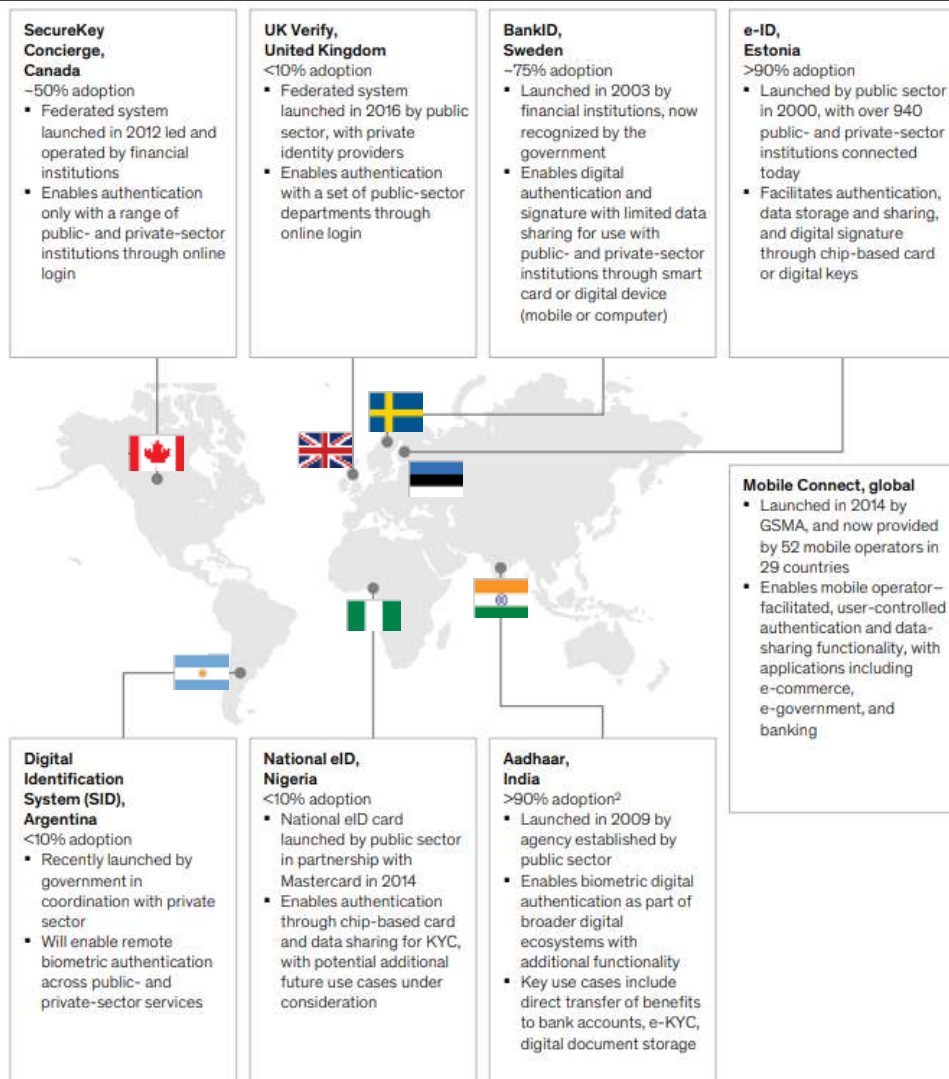 SecureKey
Concierge,
Canada
~50% adoption
▪ Federated system
launched in 2012 led and
operated by financial
institutions
▪ Enables authentication
only with a range of
public- and private-sector
institutions through online
login
UK Verify,
United Kingdom
<10% adoption
▪ Federated system
launched in 2016 by public
sector, with private
identity providers
▪ Enables authentication
with a set of public-sector
departments through
online login
BankID,
Sweden
~75% adoption
▪ Launched in 2003 by
financial institutions, now
recognized by the
government
▪ Enables digital
authentication and
signature with limited data
sharing for use with
public- and private-sector
institutions through smart
card or digital device
(mobile or computer)
e-ID,
Estonia
>90% adoption
▪ Launched by public sector
in 2000, with over 940
public- and private-sector
institutions connected
today
▪ Facilitates authentication,
data storage and sharing,
and digital signature
through chip-based card
or digital keys
Mobile Connect, global
▪ Launched in 2014 by
GSMA, and now provided
by 52 mobile operators in
29 countries
▪ Enables mobile operator–
facilitated, user-controlled
authentication and data-
sharing functionality, with
applications including
e-commerce,
e-government, and
banking
Digital
Identification
System (SID),
Argentina
<10% adoption
▪ Recently launched by
government in
coordination with private
sector
▪ Will enable remote
biometric authentication
across public- and
private-sector services
National eID,
Nigeria
<10% adoption
▪ National eID card
launched by public sector
in partnership with
Mastercard in 2014
▪ Enables authentication
through chip-based card
and data sharing for KYC,
with potential additional
future use cases under
consideration
Aadhaar,
India
>90% adoption²
▪ Launched in 2009 by
agency established by
public sector
▪ Enables biometric digital
authentication as part of
broader digital
ecosystems with
additional functionality
▪ Key use cases include
direct transfer of benefits
to bank accounts, e-KYC,
digital document storage